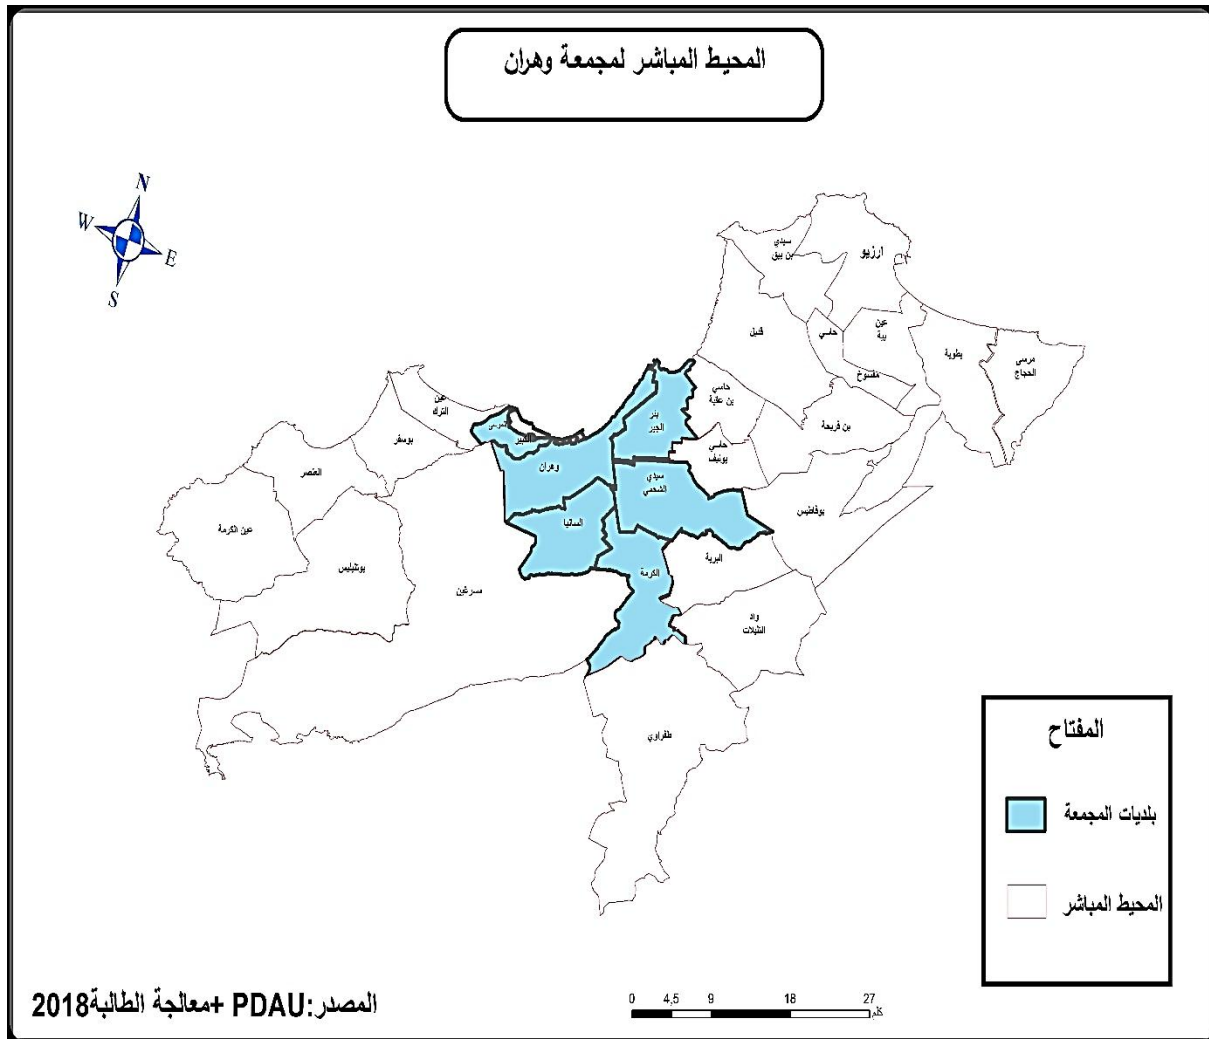 المحيط المباشر لمجمعة وهران
N
W
E
S
سيدي
بن يبق
ارزيو
قديل
حاسي
مفسوخ
عين
بية
بطوية
مرسى
الحجاج
عين
الترك
بوسفر
العنصر
عين الكرمة
بوتليليس
مسرغين
المرسى
الكبير
وهران
السانيا
بئر
الجير
حاسي
بن عقبة
بن فريحة
حاسي
بونيف
سيدي
الشحمي
بوفاطيس
الكرمة
البرية
واد
التليلات
طفراوي
المفتاح
بلديات المجمعة
المحيط المباشر
0 4,5 9 18 27
كلم
المصدر:PDAU +معالجة الطالبة2018